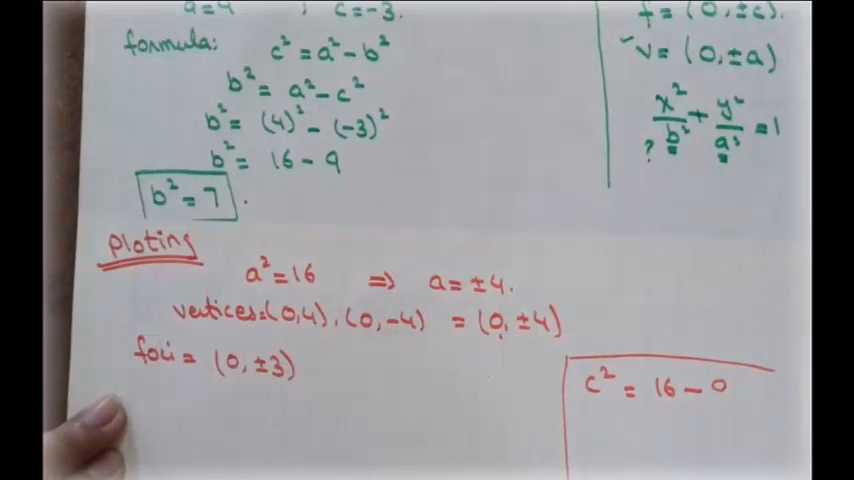 a=4 ; c=-3.
formula: c² = a² - b²
b² = a² - c²
b² = (4)² - (-3)²
b² = 16 - 9
b² = 7.
f = (0, ±c).
✓v = (0, ±a)
x²/b² + y²/a² = 1
?
Ploting
a² = 16 => a = ±4.
vertices=(0,4), (0,-4) = (0, ±4)
foci = (0, ±3)
c² = 16 - 0